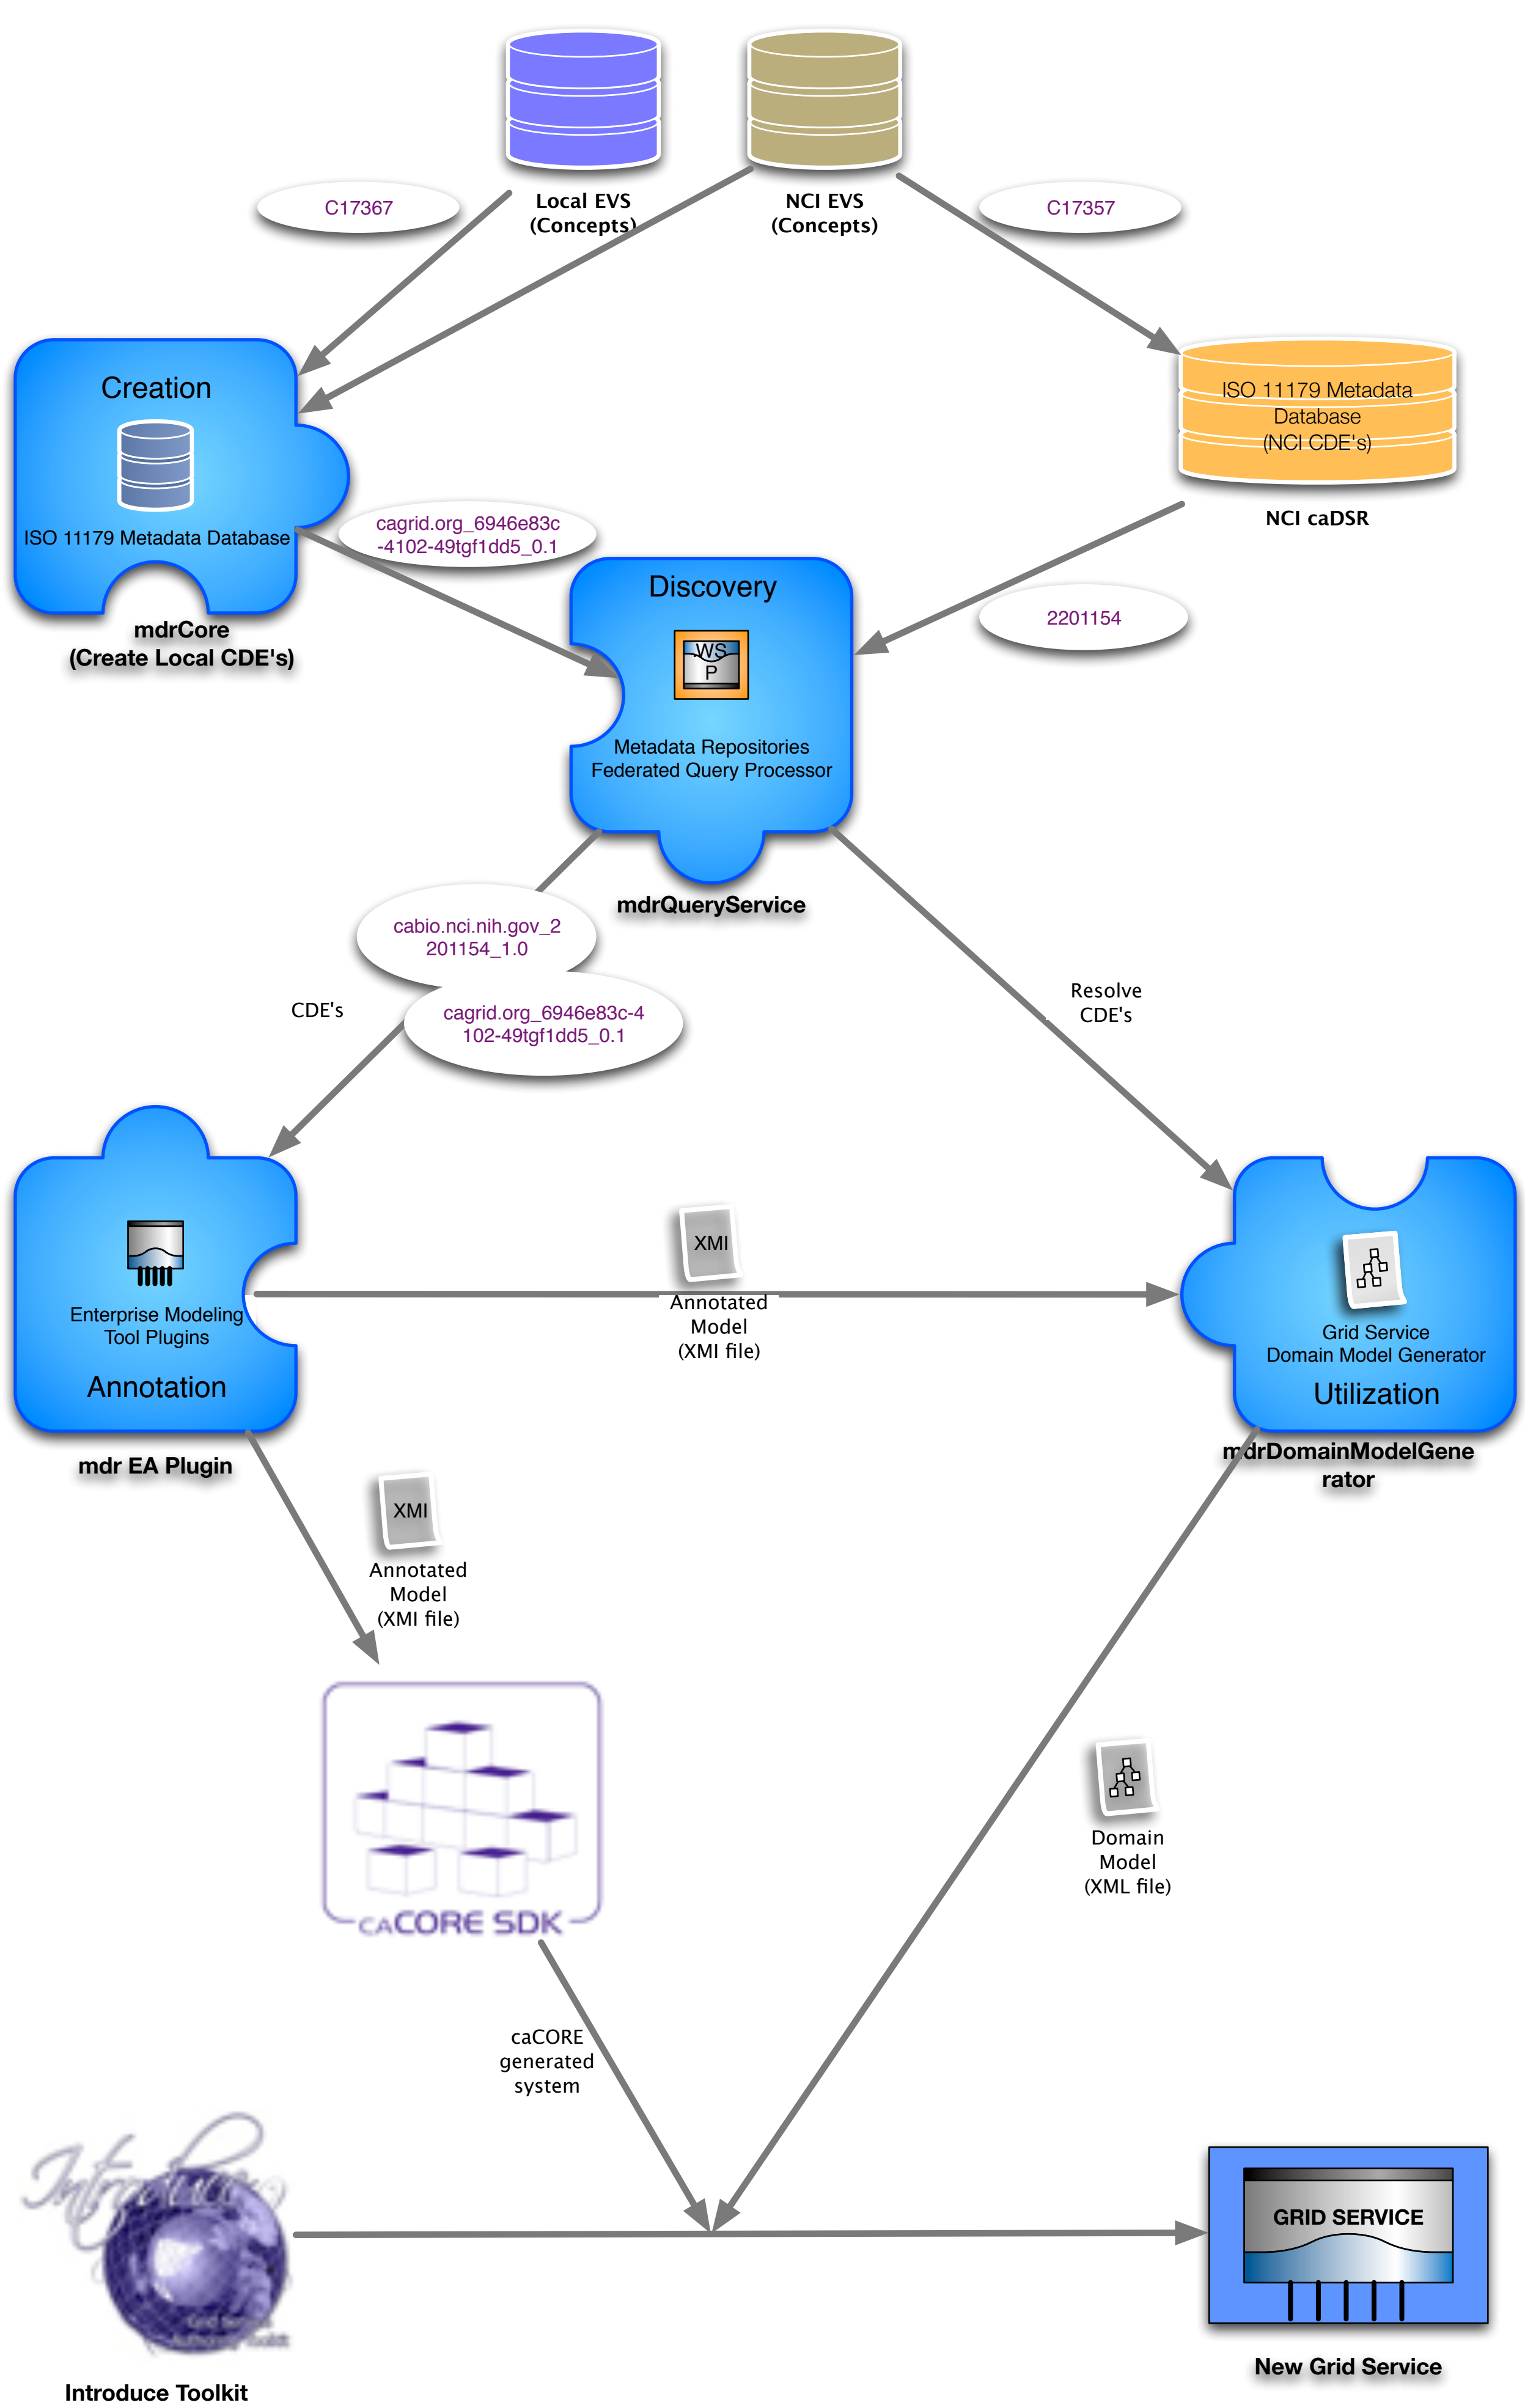 C17367
Local EVS
(Concepts)
NCI EVS
(Concepts)
C17357
Creation
ISO 11179 Metadata Database
mdrCore
(Create Local CDE's)
ISO 11179 Metadata
Database
(NCI CDE's)
NCI caDSR
cagrid.org_6946e83c
-4102-49tgf1dd5_0.1
Discovery
WS
P
Metadata Repositories
Federated Query Processor
mdrQueryService
2201154
cabio.nci.nih.gov_2
201154_1.0
CDE's
cagrid.org_6946e83c-4
102-49tgf1dd5_0.1
Resolve
CDE's
Enterprise Modeling
Tool Plugins
Annotation
mdr EA Plugin
XMI
Annotated
Model
(XMI file)
Grid Service
Domain Model Generator
Utilization
mdrDomainModelGene
rator
XMI
Annotated
Model
(XMI file)
caCORE SDK
Domain
Model
(XML file)
caCORE
generated
system
Introduce
Introduce Toolkit
GRID SERVICE
New Grid Service